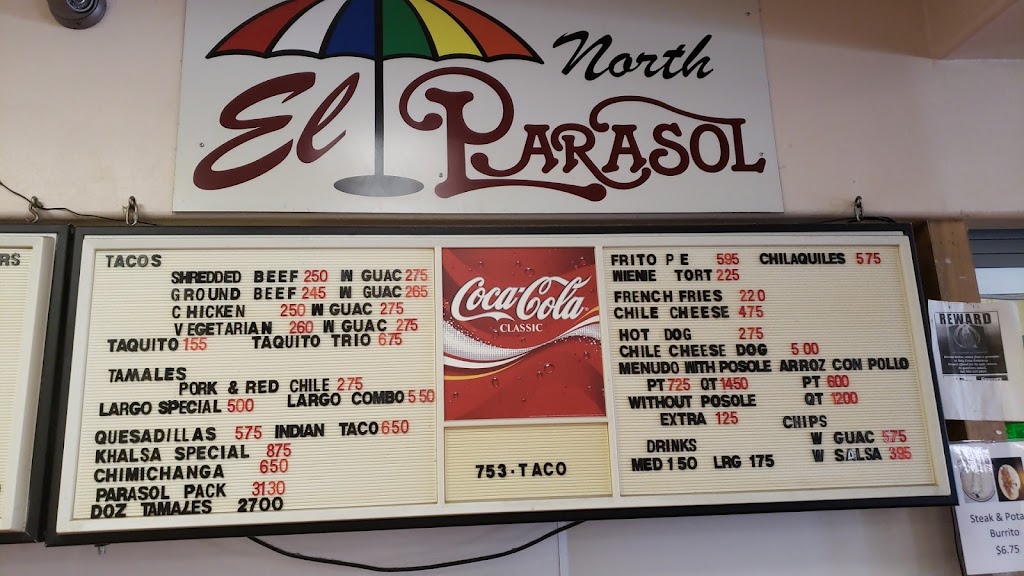 North
El PARASOL
RS
TACOS
SHREDDED BEEF 250 W GUAC 275
GROUND BEEF 245 W GUAC 265
CHICKEN 250 W GUAC 275
VEGETARIAN 260 W GUAC 275
TAQUITO 155 TAQUITO TRIO 675
TAMALES
PORK & RED CHILE 275
LARGO SPECIAL 500 LARGO COMBO 550
QUESADILLAS 575 INDIAN TACO 650
KHALSA SPECIAL 875
CHIMICHANGA 650
PARASOL PACK 3130
DOZ TAMALES 2700
Coca-Cola
CLASSIC
753-TACO
FRITO P E 595 CHILAQUILES 575
WIENIE TORT 225
FRENCH FRIES 220
CHILE CHEESE 475
HOT DOG 275
CHILE CHEESE DOG 500
MENUDO WITH POSOLE ARROZ CON POLLO
PT 725 QT 1450 PT 600
WITHOUT POSOLE QT 1200
EXTRA 125 CHIPS
DRINKS W GUAC 575
MED 150 LRG 175 W SALSA 395
REWARD
Steak & Pota
Burrito
$6.75